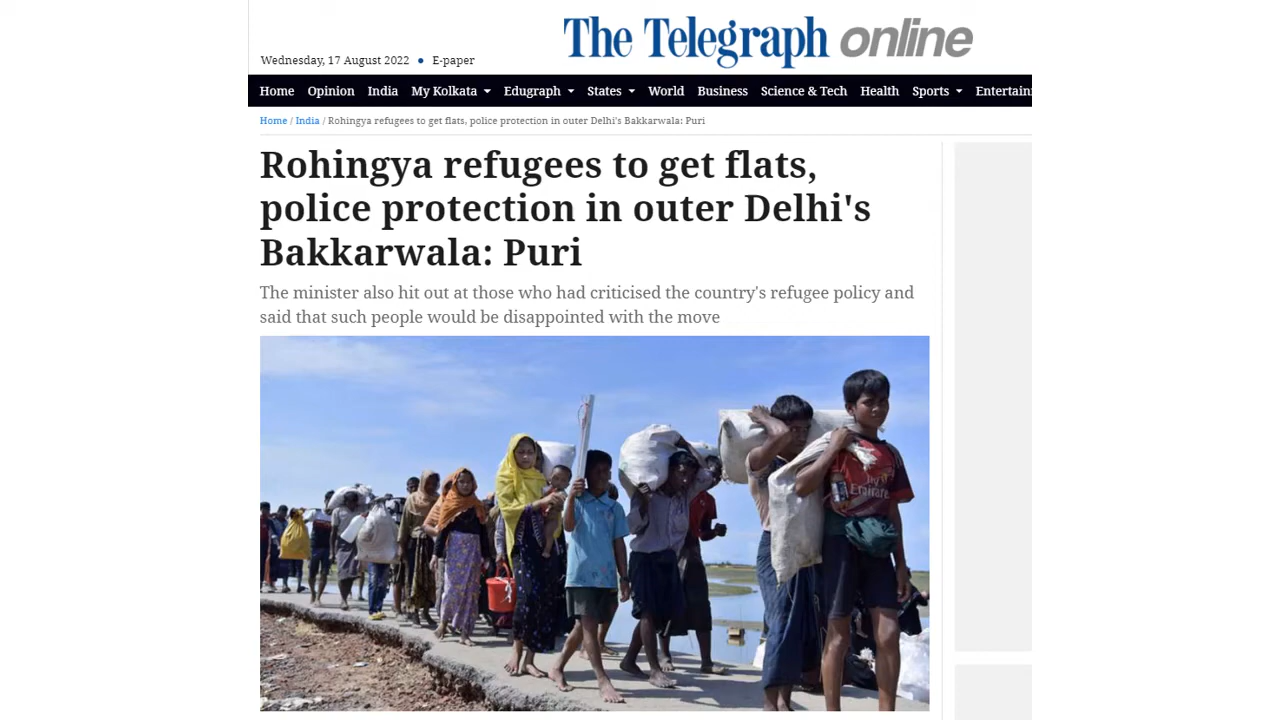 The Telegraph online
Wednesday, 17 August 2022 • E-paper
Home Opinion India My Kolkata Edugraph States World Business Science & Tech Health Sports Entertain
Home / India / Rohingya refugees to get flats, police protection in outer Delhi's Bakkarwala: Puri
Rohingya refugees to get flats,
police protection in outer Delhi's
Bakkarwala: Puri
The minister also hit out at those who had criticised the country's refugee policy and
said that such people would be disappointed with the move
Fly
Emirates